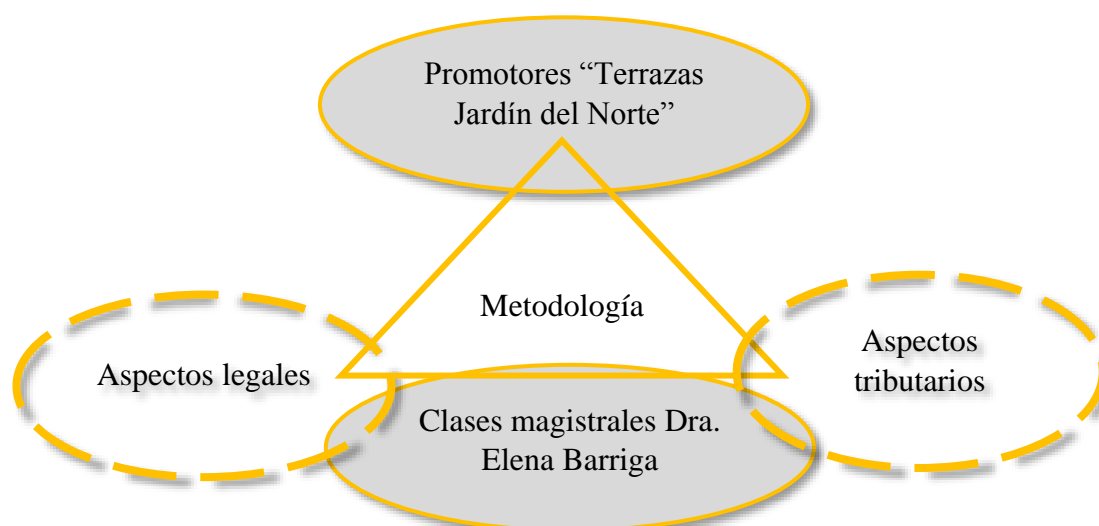 Promotores “Terrazas
Jardín del Norte”
Metodología
Aspectos legales
Aspectos
tributarios
Clases magistrales Dra.
Elena Barriga